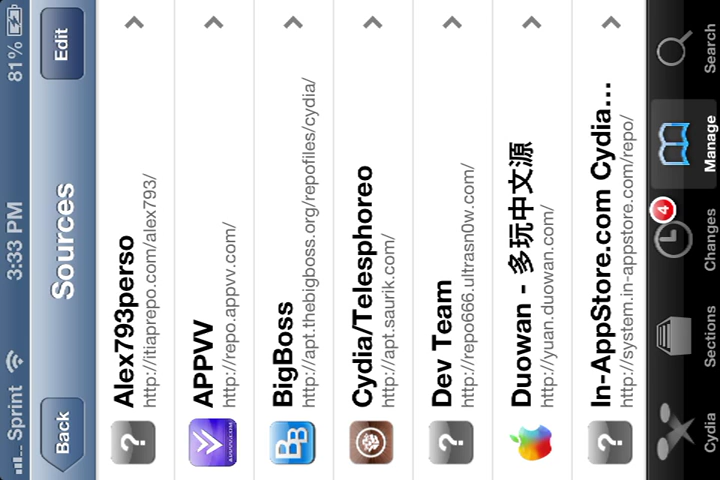 Sprint 3:33 PM 81%
Back Sources Edit
Alex793perso
http://itiaprepo.com/alex793/
APPVV
http://repo.appvv.com/
BigBoss
http://apt.thebigboss.org/repofiles/cydia/
Cydia/Telesphoreo
http://apt.saurik.com/
Dev Team
http://repo666.ultrasn0w.com/
Duowan - 多玩中文源
http://yuan.duowan.com/
In-AppStore.com Cydia...
http://system.in-appstore.com/repo/
4
Cydia Sections Changes Manage Search